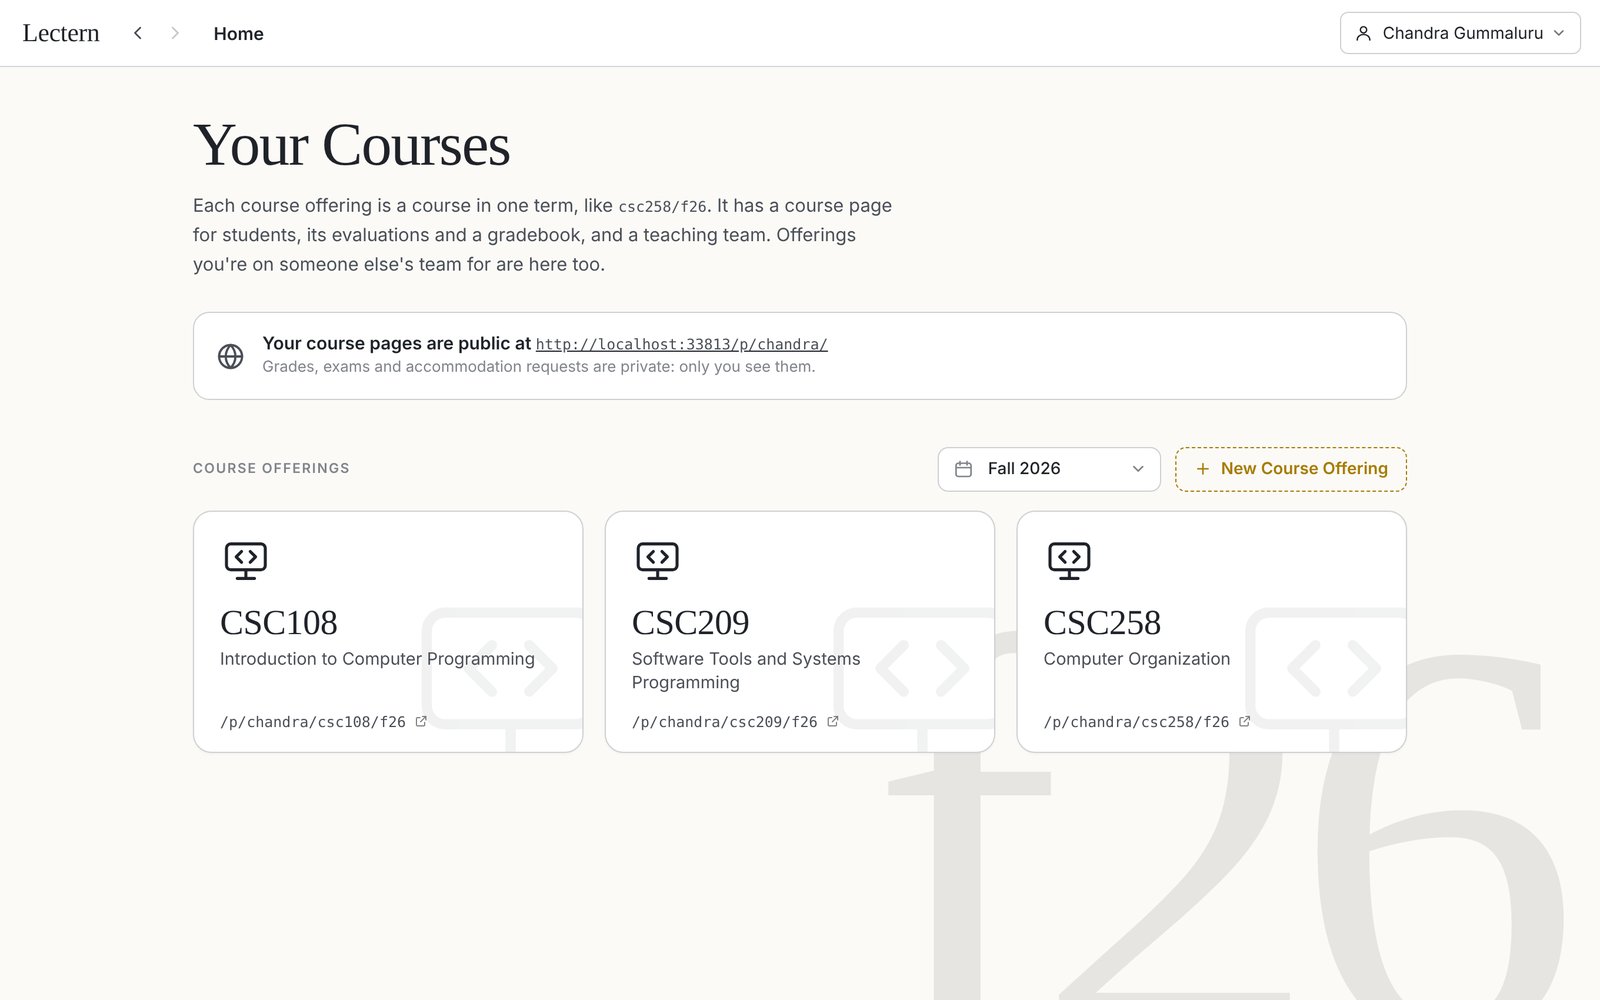 Lectern
Home
Chandra Gummaluru
Your Courses
Each course offering is a course in one term, like csc258/f26. It has a course page
for students, its evaluations and a gradebook, and a teaching team. Offerings
you're on someone else's team for are here too.
Your course pages are public at http://localhost:33813/p/chandra/
Grades, exams and accommodation requests are private: only you see them.
COURSE OFFERINGS
Fall 2026
+ New Course Offering
CSC108
Introduction to Computer Programming
/p/chandra/csc108/f26
CSC209
Software Tools and Systems
Programming
/p/chandra/csc209/f26
CSC258
Computer Organization
/p/chandra/csc258/f26
f26